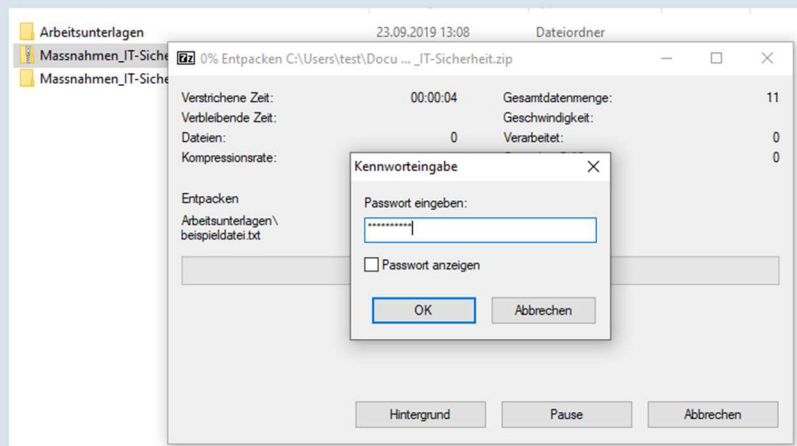 Arbeitsunterlagen 23.09.2019 13:08 Dateiordner
Massnahmen_IT-Siche
Massnahmen_IT-Siche
7z 0% Entpacken C:\Users\test\Docu ... _IT-Sicherheit.zip
Verstrichene Zeit: 00:00:04 Gesamtdatenmenge: 11
Verbleibende Zeit: Geschwindigkeit:
Dateien: 0 Verarbeitet: 0
Kompressionsrate: 0
Kennworteingabe
Passwort eingeben:
**********
Passwort anzeigen
OK Abbrechen
Entpacken
Arbeitsunterlagen\
beispieldatei.txt
Hintergrund Pause Abbrechen